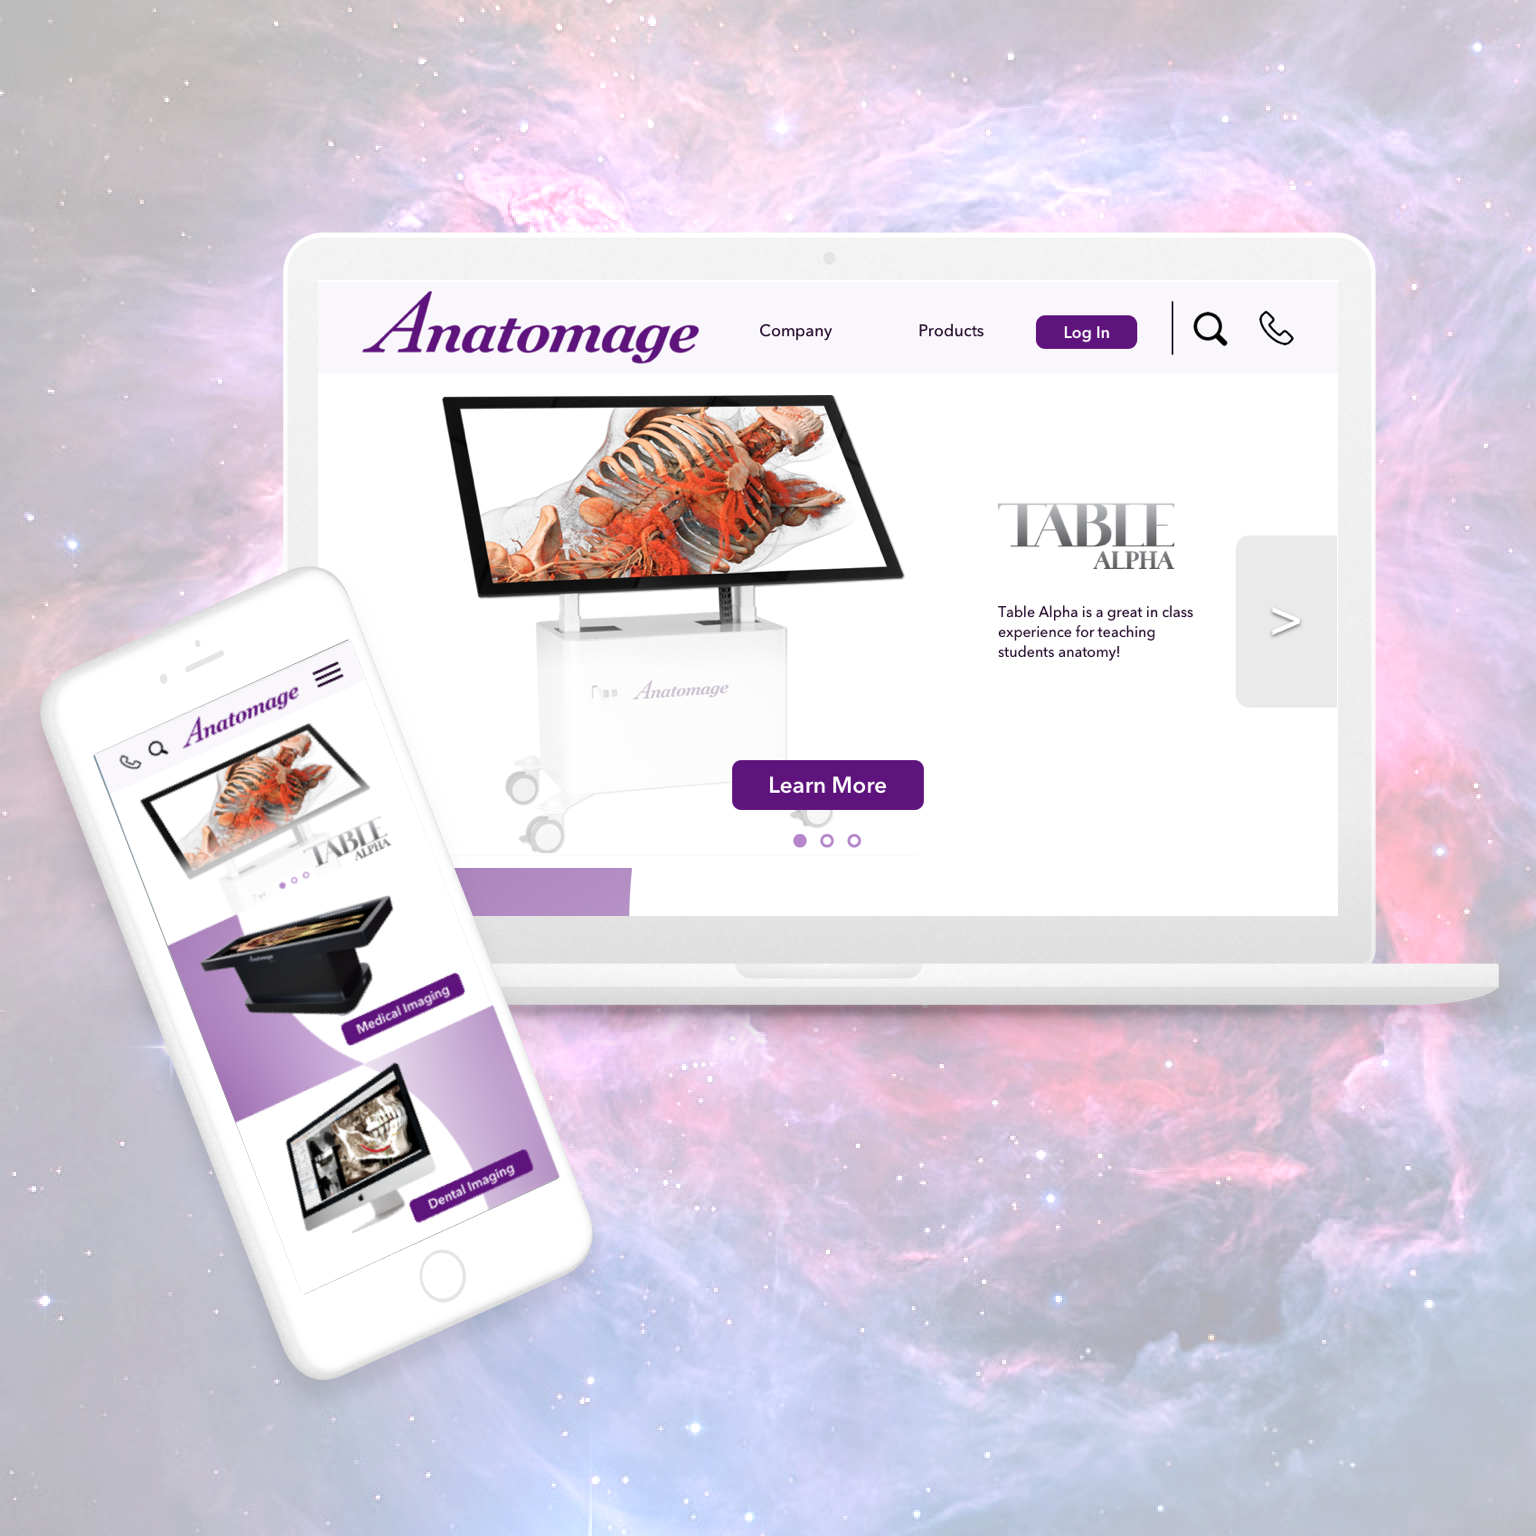 Anatomage
Company
Products
Log In
TABLE
ALPHA
Table Alpha is a great in class
experience for teaching
students anatomy!
>
Anatomage
Learn More
Anatomage
TABLE
ALPHA
Anatomage
Medical Imaging
Dental Imaging